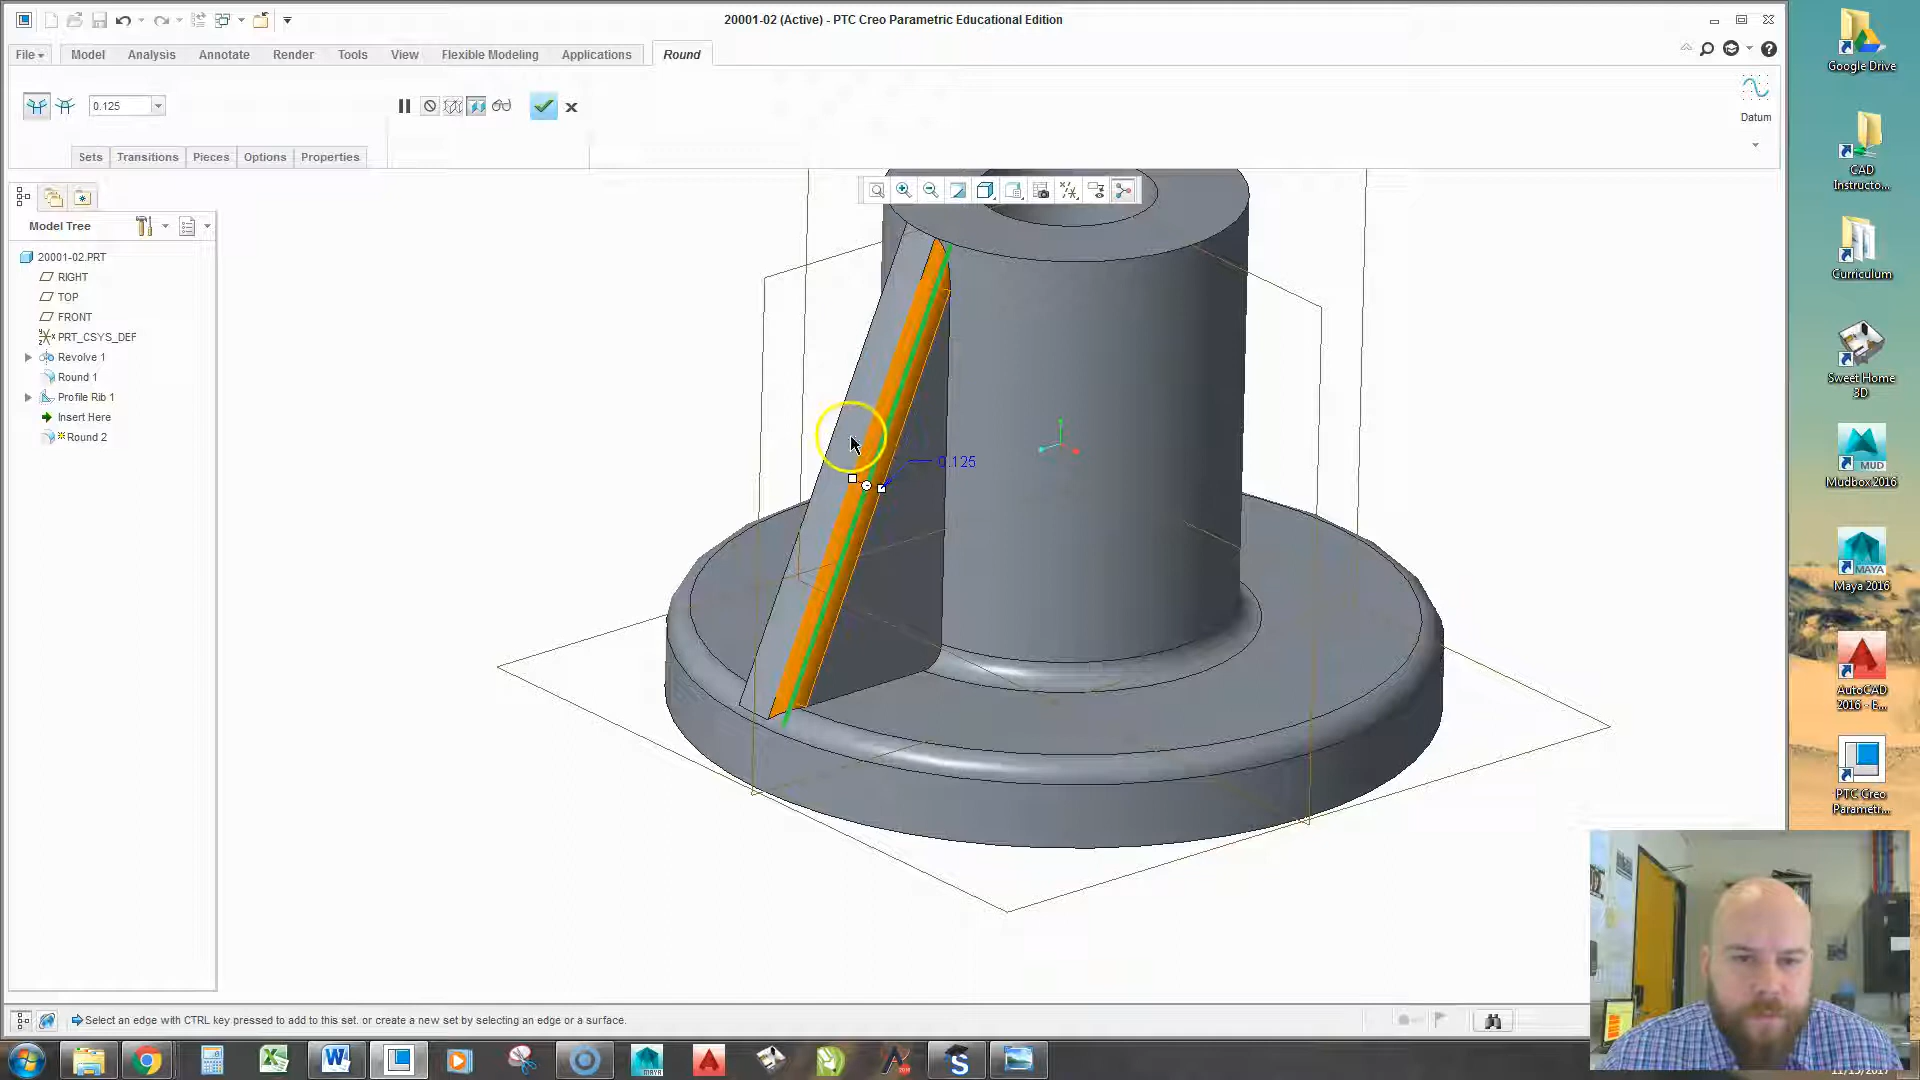 20001-02 (Active) - PTC Creo Parametric Educational Edition
File
Model
Analysis
Annotate
Render
Tools
View
Flexible Modeling
Applications
Round
0.125
Datum
Sets
Transitions
Pieces
Options
Properties
Model Tree
20001-02.PRT
RIGHT
TOP
FRONT
PRT_CSYS_DEF
Revolve 1
Round 1
Profile Rib 1
Insert Here
Round 2
0.125
Google Drive
CAD
Instructo...
Curriculum
Sweet Home
3D
MUD
Mudbox 2016
MAYA
Maya 2016
AutoCAD
2016 - E...
PTC Creo
Parametri...
Select an edge with CTRL key pressed to add to this set. or create a new set by selecting an edge or a surface.